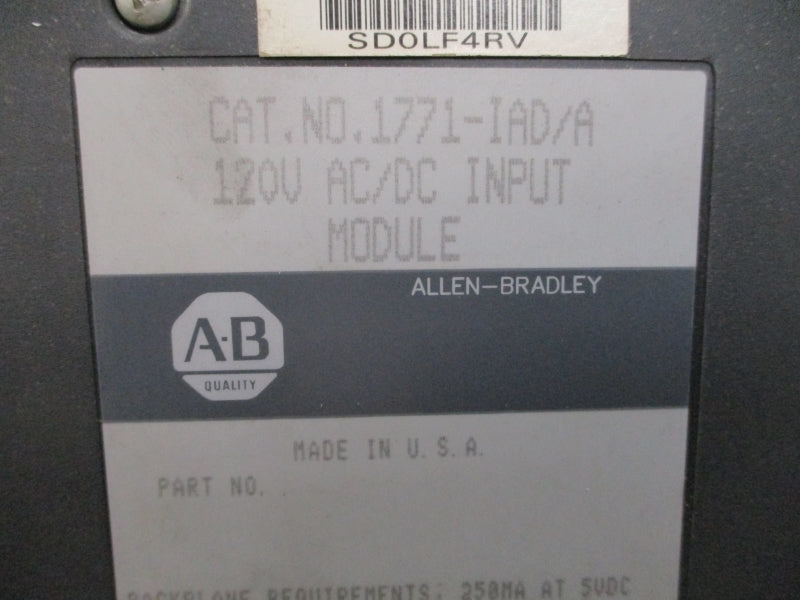 SD0LF4RV
CAT.NO.1771-IAD/A
120V AC/DC INPUT
MODULE
ALLEN-BRADLEY
A-B
QUALITY
MADE IN U.S.A.
PART NO.
BACKPLANE REQUIREMENTS: 250MA AT 5VDC